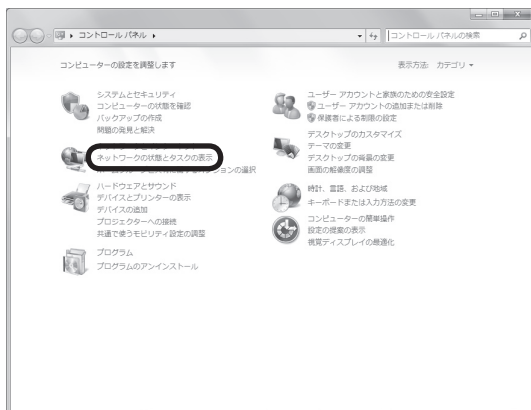 コントロール パネル
コントロール パネルの検索
コンピューターの設定を調整します
表示方法: カテゴリ
システムとセキュリティ
コンピューターの状態を確認
バックアップの作成
問題の発見と解決
ネットワークの状態とタスクの表示
ションの選択
ハードウェアとサウンド
デバイスとプリンターの表示
デバイスの追加
プロジェクターへの接続
共通で使うモビリティ設定の調整
プログラム
プログラムのアンインストール
ユーザー アカウントと家族のための安全設定
ユーザー アカウントの追加または削除
保護者による制限の設定
デスクトップのカスタマイズ
テーマの変更
デスクトップの背景の変更
画面の解像度の調整
時計、言語、および地域
キーボードまたは入力方法の変更
コンピューターの簡単操作
設定の提案の表示
視覚ディスプレイの最適化